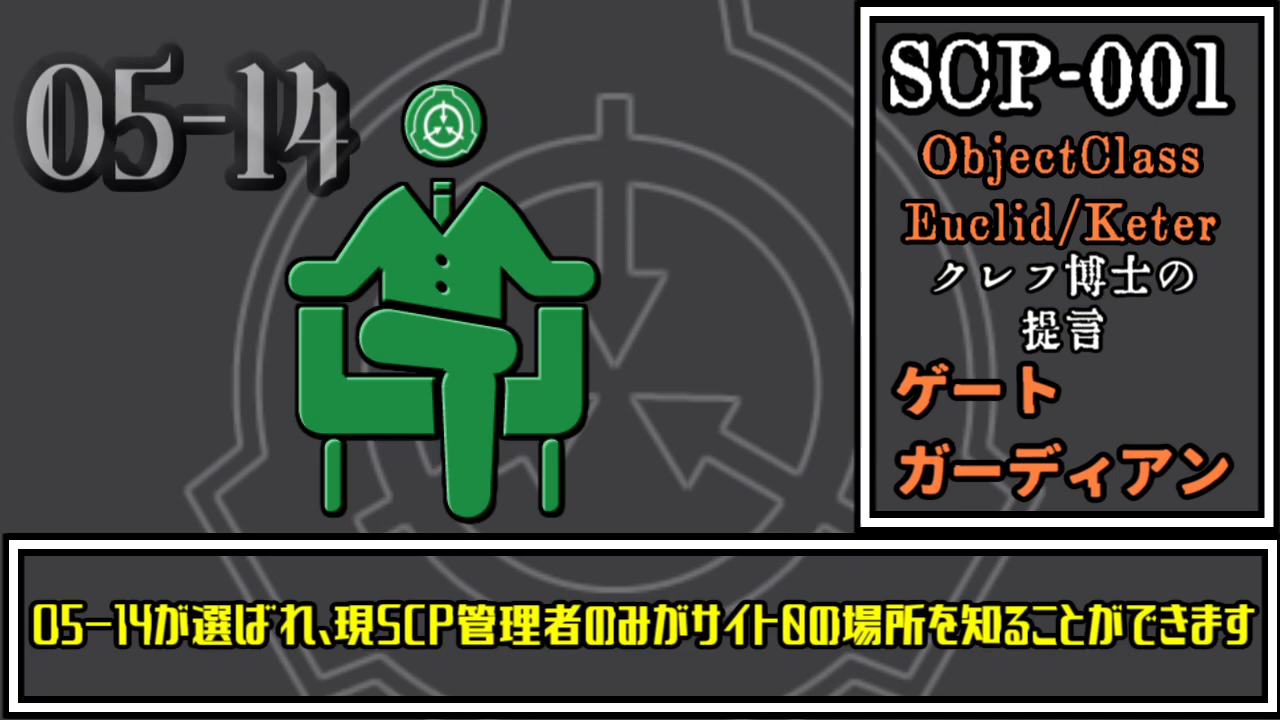 05-14
SCP-001
ObjectClass
Euclid/Keter
クレフ博士の
提言
ゲート
ガーディアン
05-14が選ばれ、現SCP管理者のみがサイト0の場所を知ることができます